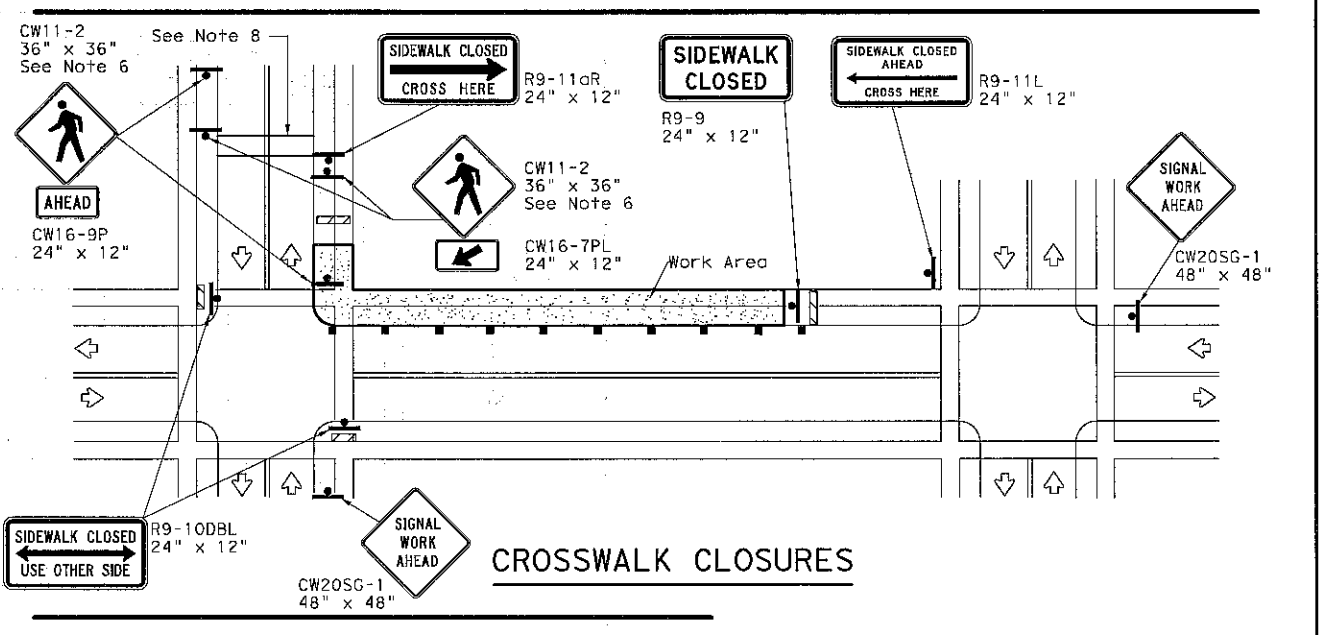 CW11-2
36" x 36"
See Note 6
See Note 8
SIDEWALK CLOSED
CROSS HERE
R9-11aR
24" x 12"
SIDEWALK
CLOSED
R9-9
24" x 12"
SIDEWALK CLOSED
AHEAD
CROSS HERE
R9-11L
24" x 12"
AHEAD
CW16-9P
24" x 12"
CW11-2
36" x 36"
See Note 6
CW16-7PL
24" x 12"
Work Area
SIGNAL
WORK
AHEAD
CW20SG-1
48" x 48"
SIDEWALK CLOSED
USE OTHER SIDE
R9-10DBL
24" x 12"
SIGNAL
WORK
AHEAD
CW20SG-1
48" x 48"
CROSSWALK CLOSURES